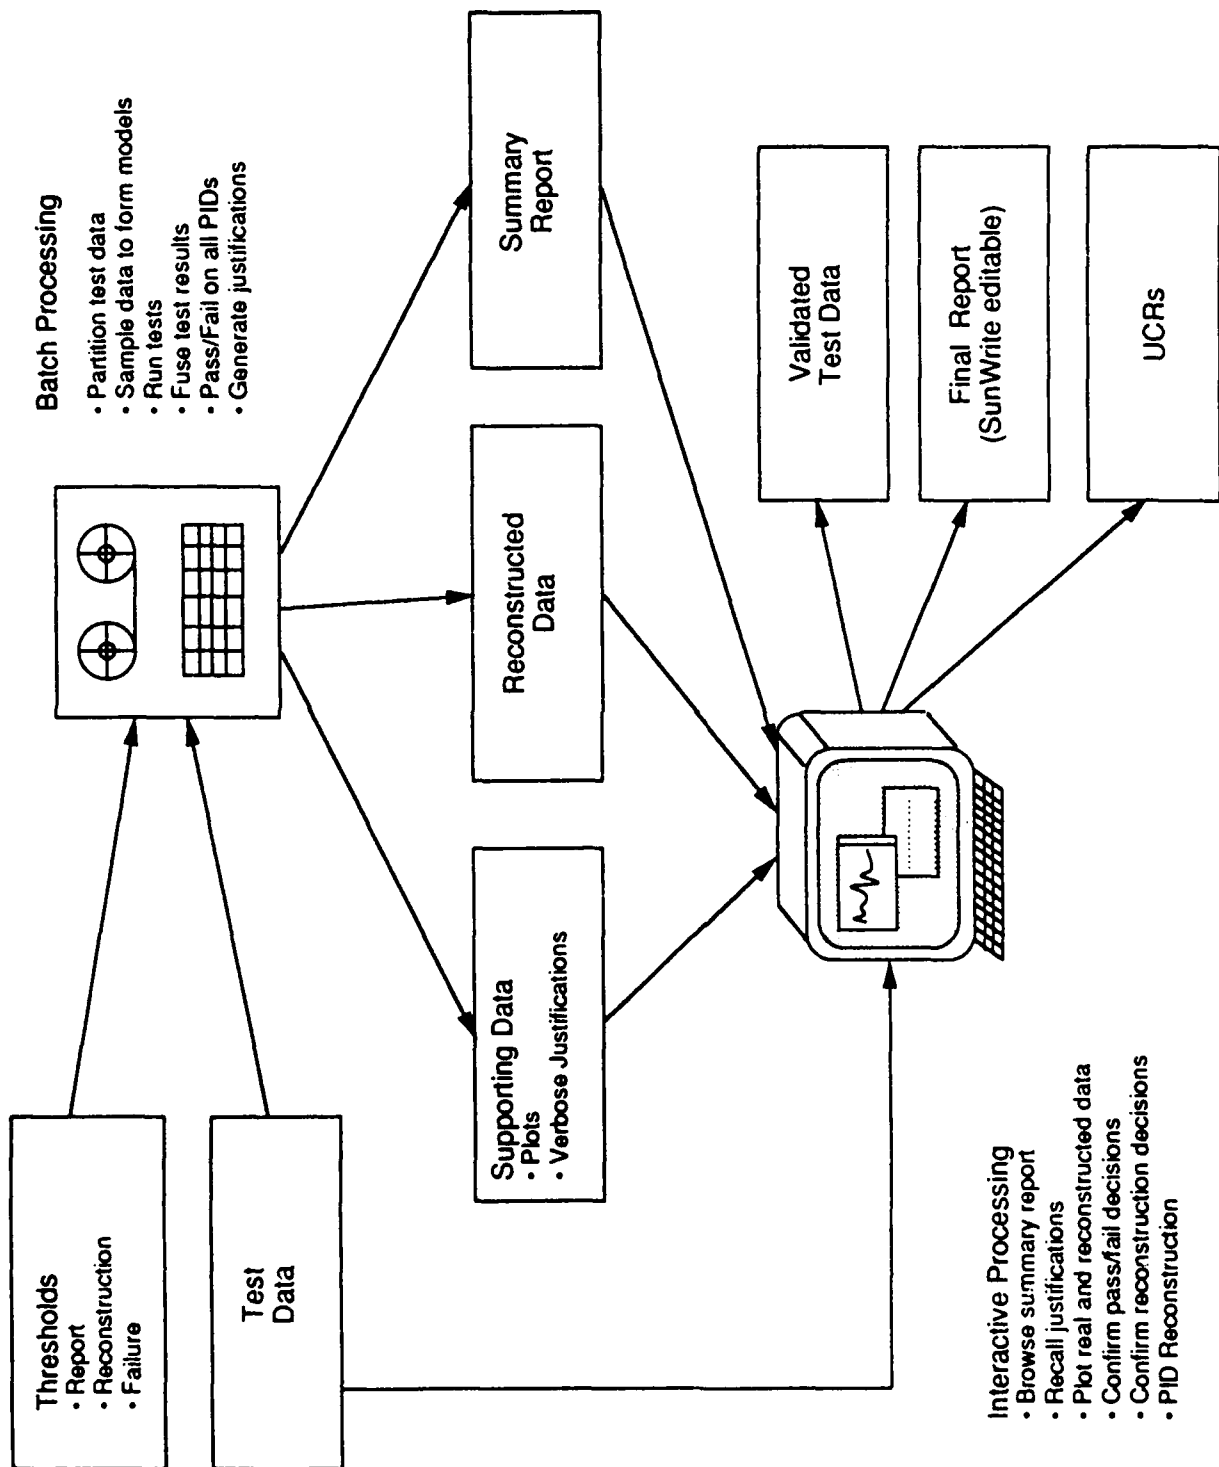 Thresholds
• Report
• Reconstruction
• Failure
Test
Data
Batch Processing
• Partition test data
• Sample data to form models
• Run tests
• Fuse test results
• Pass/Fail on all PIDs
• Generate justifications
Supporting Data
• Plots
• Verbose Justifications
Reconstructed
Data
Summary
Report
Interactive Processing
• Browse summary report
• Recall justifications
• Plot real and reconstructed data
• Confirm pass/fail decisions
• Confirm reconstruction decisions
• PID Reconstruction
Validated
Test Data
Final Report
(SunWrite editable)
UCRs